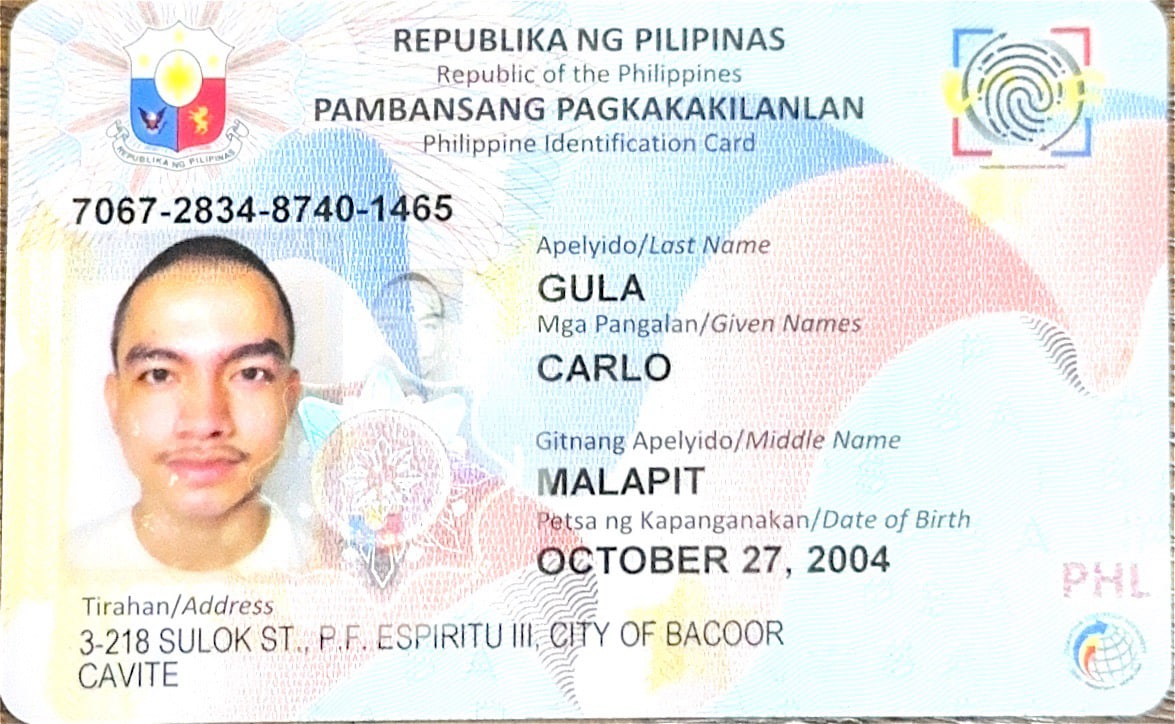 REPUBLIKA NG PILIPINAS
Republic of the Philippines
PAMBANSANG PAGKAKAKILANLAN
Philippine Identification Card
REPUBLIKA NG PILIPINAS
7067-2834-8740-1465
Apelyido/Last Name
GULA
Mga Pangalan/Given Names
CARLO
Gitnang Apelyido/Middle Name
MALAPIT
Petsa ng Kapanganakan/Date of Birth
OCTOBER 27, 2004
PHL
Tirahan/Address
3-218 SULOK ST., P.F. ESPIRITU III, CITY OF BACOOR
CAVITE